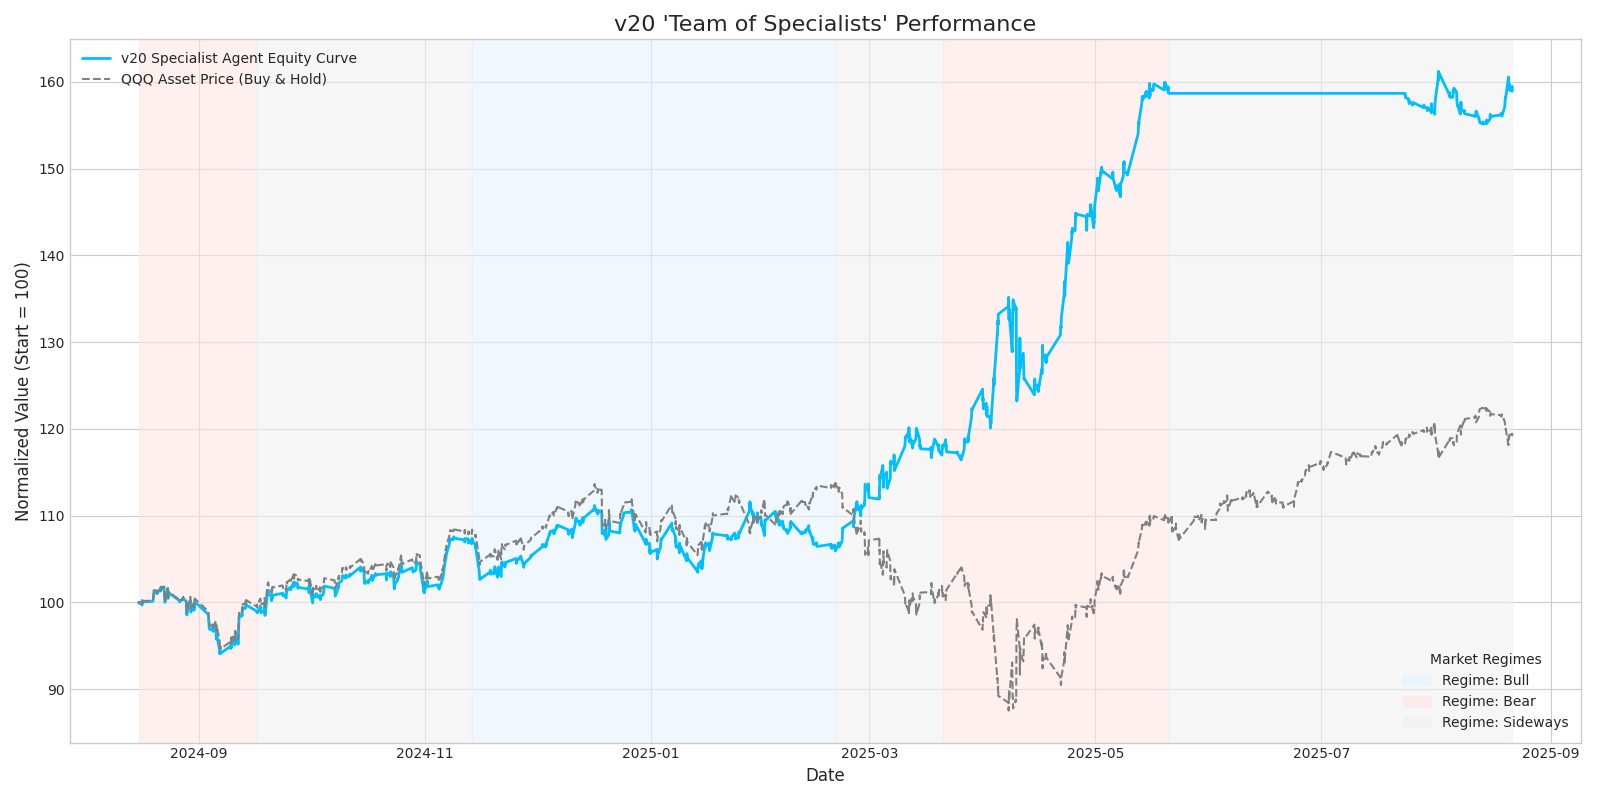 v20 'Team of Specialists' Performance
v20 Specialist Agent Equity Curve
QQQ Asset Price (Buy & Hold)
Normalized Value (Start = 100)
160
150
140
130
120
110
100
90
Market Regimes
Regime: Bull
Regime: Bear
Regime: Sideways
2024-09 2024-11 2025-01 2025-03 2025-05 2025-07 2025-09
Date